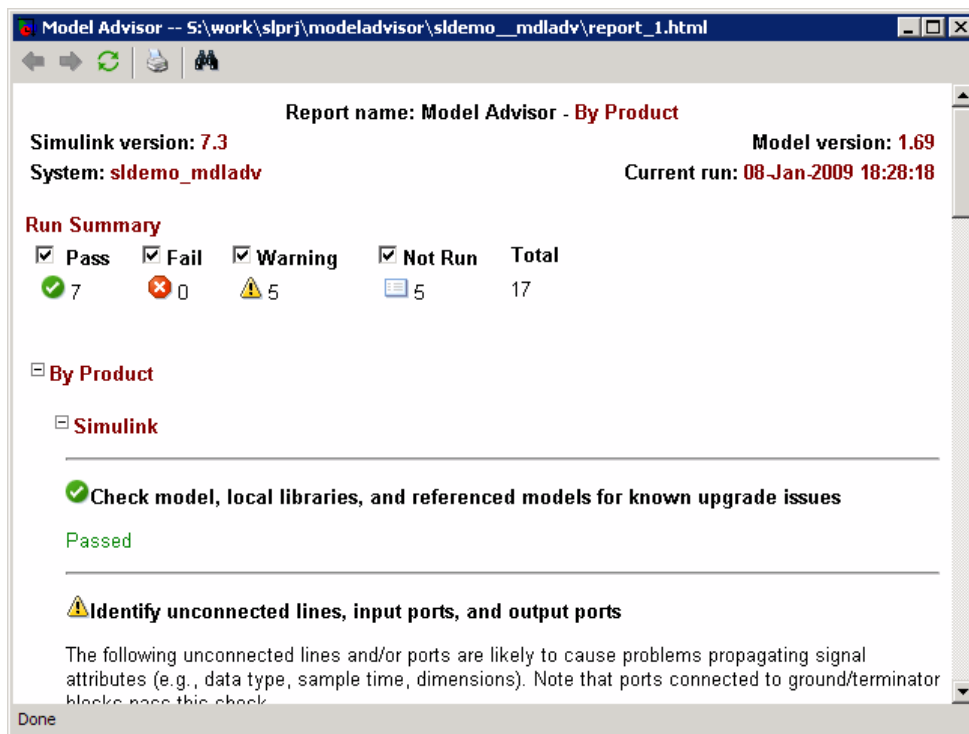 Model Advisor -- S:\work\slprj\modeladvisor\sldemo__mdladv\report_1.html
Report name: Model Advisor - By Product
Simulink version: 7.3 Model version: 1.69
System: sldemo_mdladv Current run: 08-Jan-2009 18:28:18
Run Summary
Pass Fail Warning Not Run Total
7 0 5 5 17
By Product
Simulink
Check model, local libraries, and referenced models for known upgrade issues
Passed
Identify unconnected lines, input ports, and output ports
The following unconnected lines and/or ports are likely to cause problems propagating signal
attributes (e.g., data type, sample time, dimensions). Note that ports connected to ground/terminator
blocks pass this check.
Done